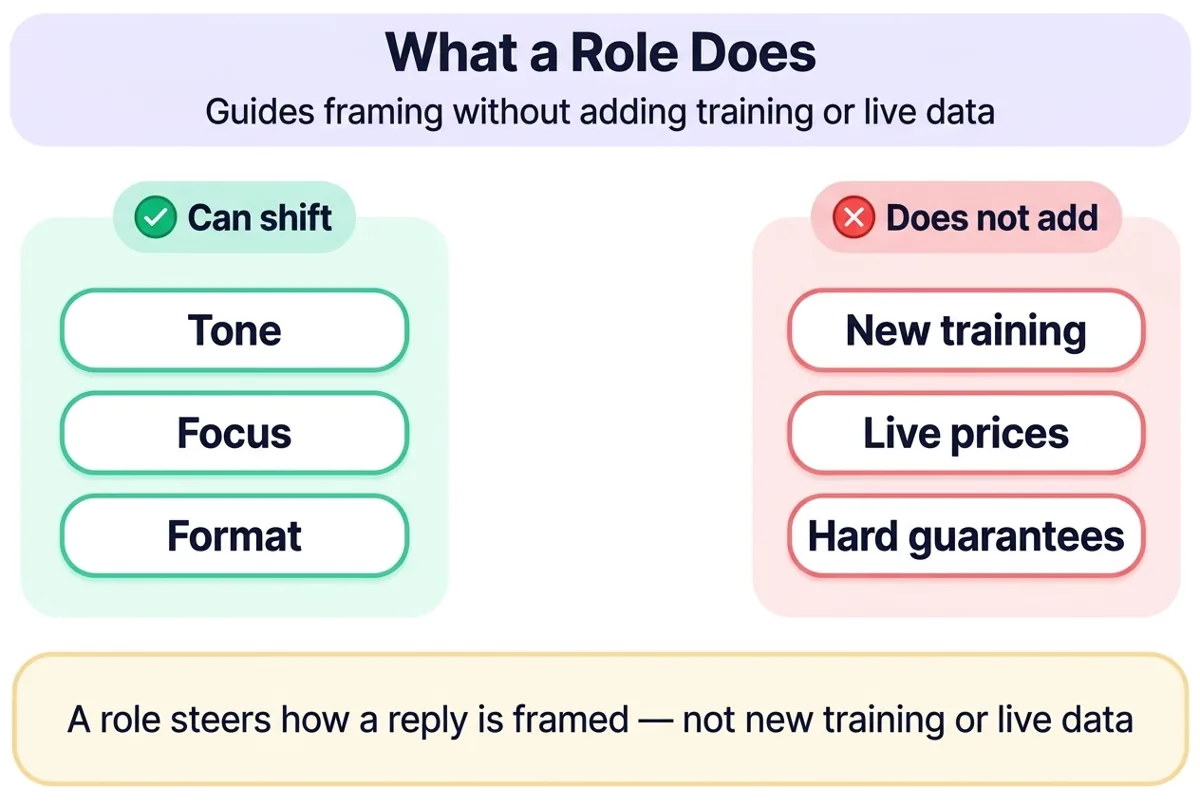 What a Role Does
Guides framing without adding training or live data
Can shift
Tone
Focus
Format
Does not add
New training
Live prices
Hard guarantees
A role steers how a reply is framed — not new training or live data